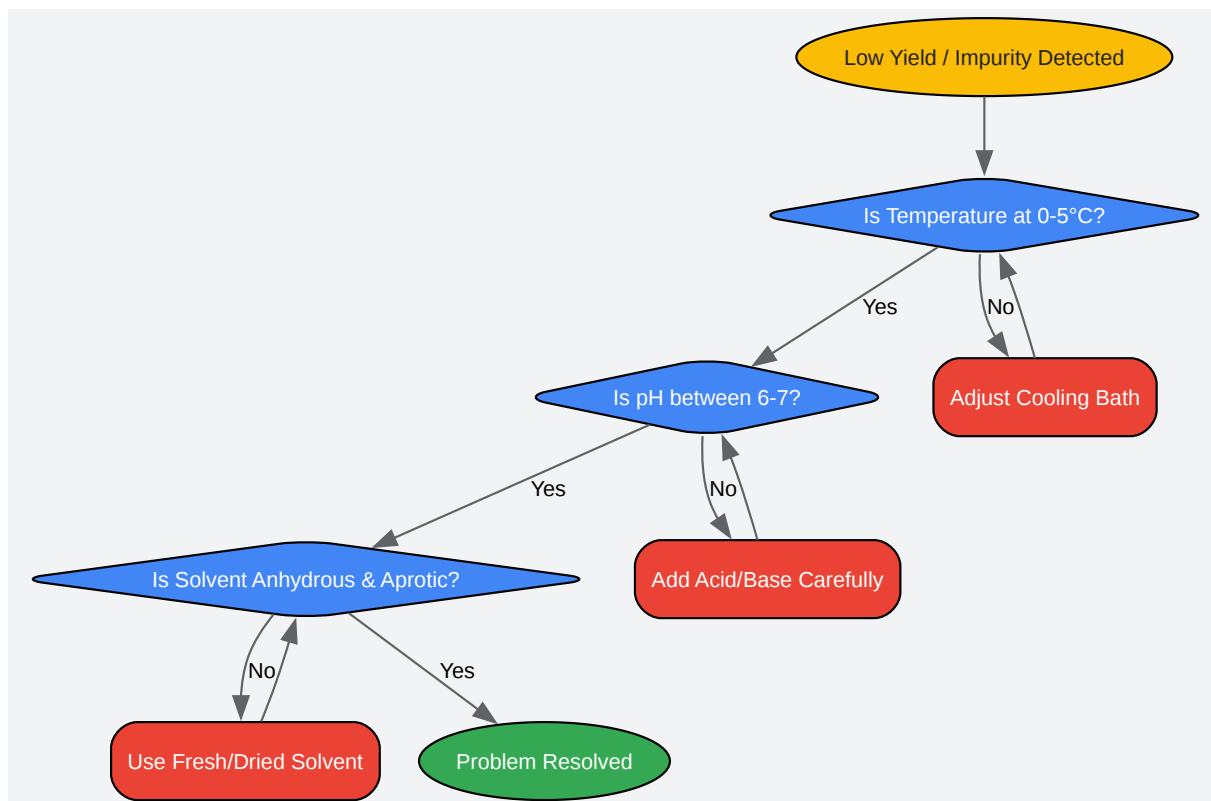 Low Yield / Impurity Detected
Is Temperature at 0-5°C?
Yes
No
Is pH between 6-7?
Adjust Cooling Bath
Yes
No
Is Solvent Anhydrous & Aprotic?
Add Acid/Base Carefully
No
Yes
Use Fresh/Dried Solvent
Problem Resolved